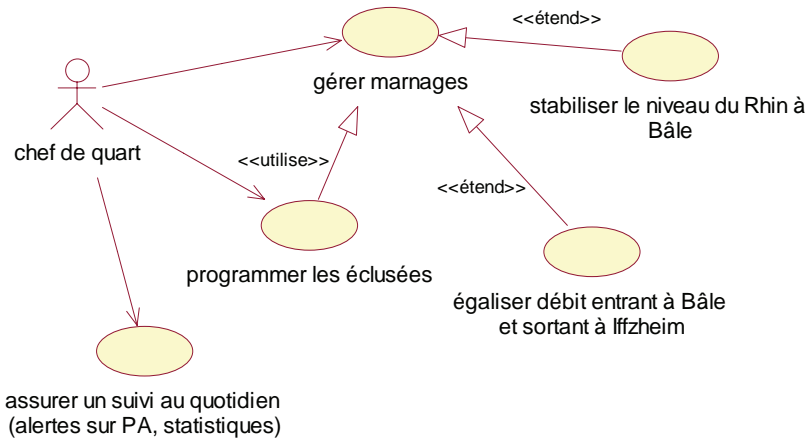 <<étend>>
gérer marnages
stabiliser le niveau du Rhin à
Bâle
chef de quart
<<utilise>>
<<étend>>
programmer les éclusées
égaliser débit entrant à Bâle
et sortant à Iffzheim
assurer un suivi au quotidien
(alertes sur PA, statistiques)